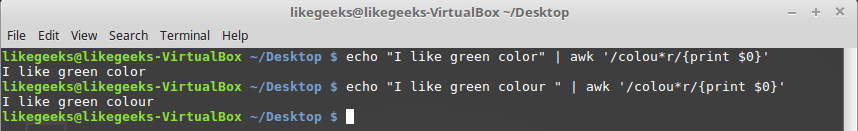 likegeeks@likegeeks-VirtualBox ~/Desktop
File Edit View Search Terminal Help
likegeeks@likegeeks-VirtualBox ~/Desktop $ echo "I like green color" | awk '/colou*r/{print $0}'
I like green color
likegeeks@likegeeks-VirtualBox ~/Desktop $ echo "I like green colour " | awk '/colou*r/{print $0}'
I like green colour
likegeeks@likegeeks-VirtualBox ~/Desktop $